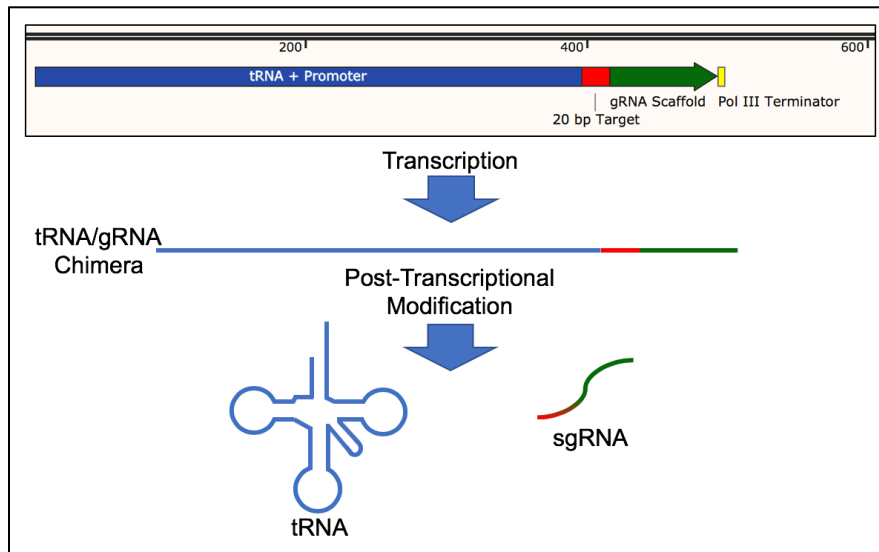 200 400 600
tRNA + Promoter
gRNA Scaffold Pol III Terminator
20 bp Target
Transcription
tRNA/gRNA
Chimera
Post-Transcriptional
Modification
sgRNA
tRNA